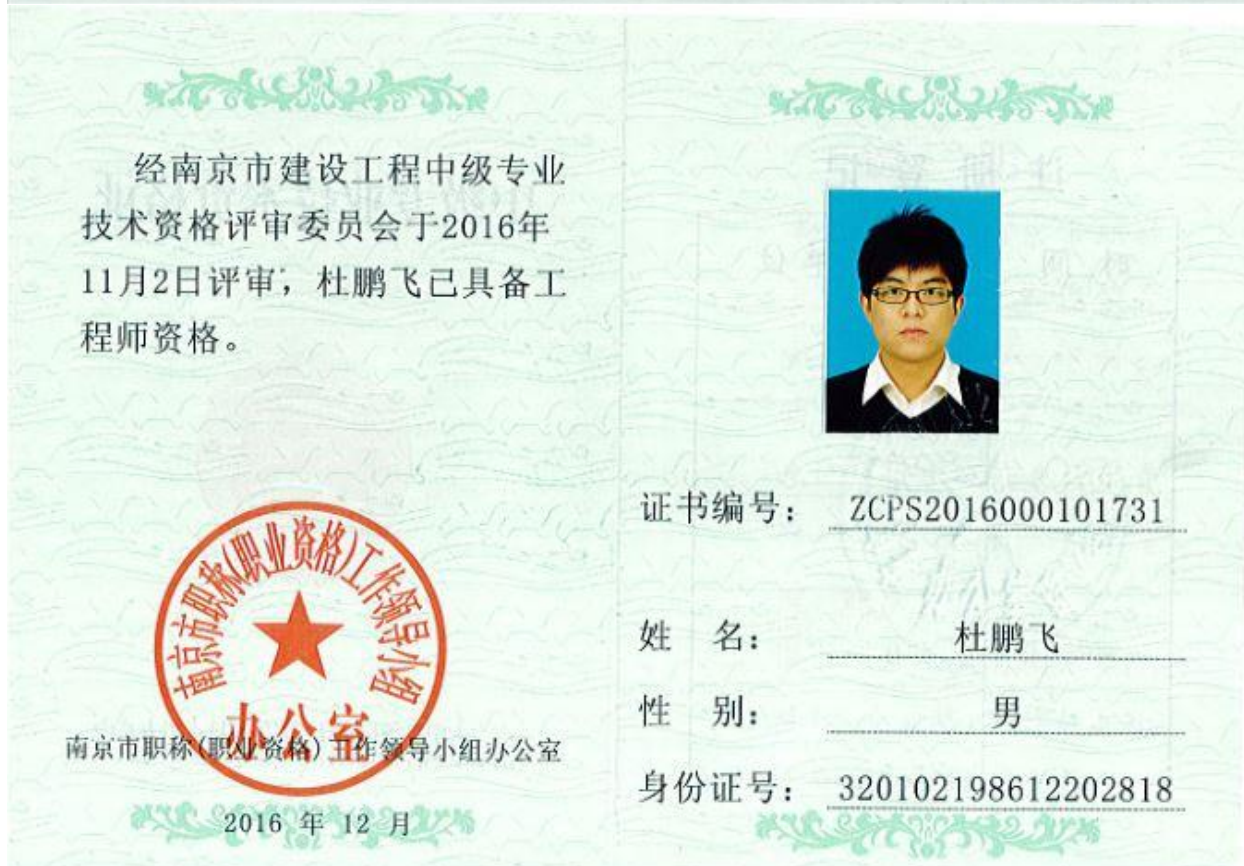 经南京市建设工程中级专业
技术资格评审委员会于2016年
11月2日评审，杜鹏飞已具备工
程师资格。
南京市职称(职业资格)工作领导小组
办公室
南京市职称(职业资格)工作领导小组办公室
2016 年 12 月
证书编号： ZCPS2016000101731
姓 名： 杜鹏飞
性 别： 男
身份证号： 320102198612202818